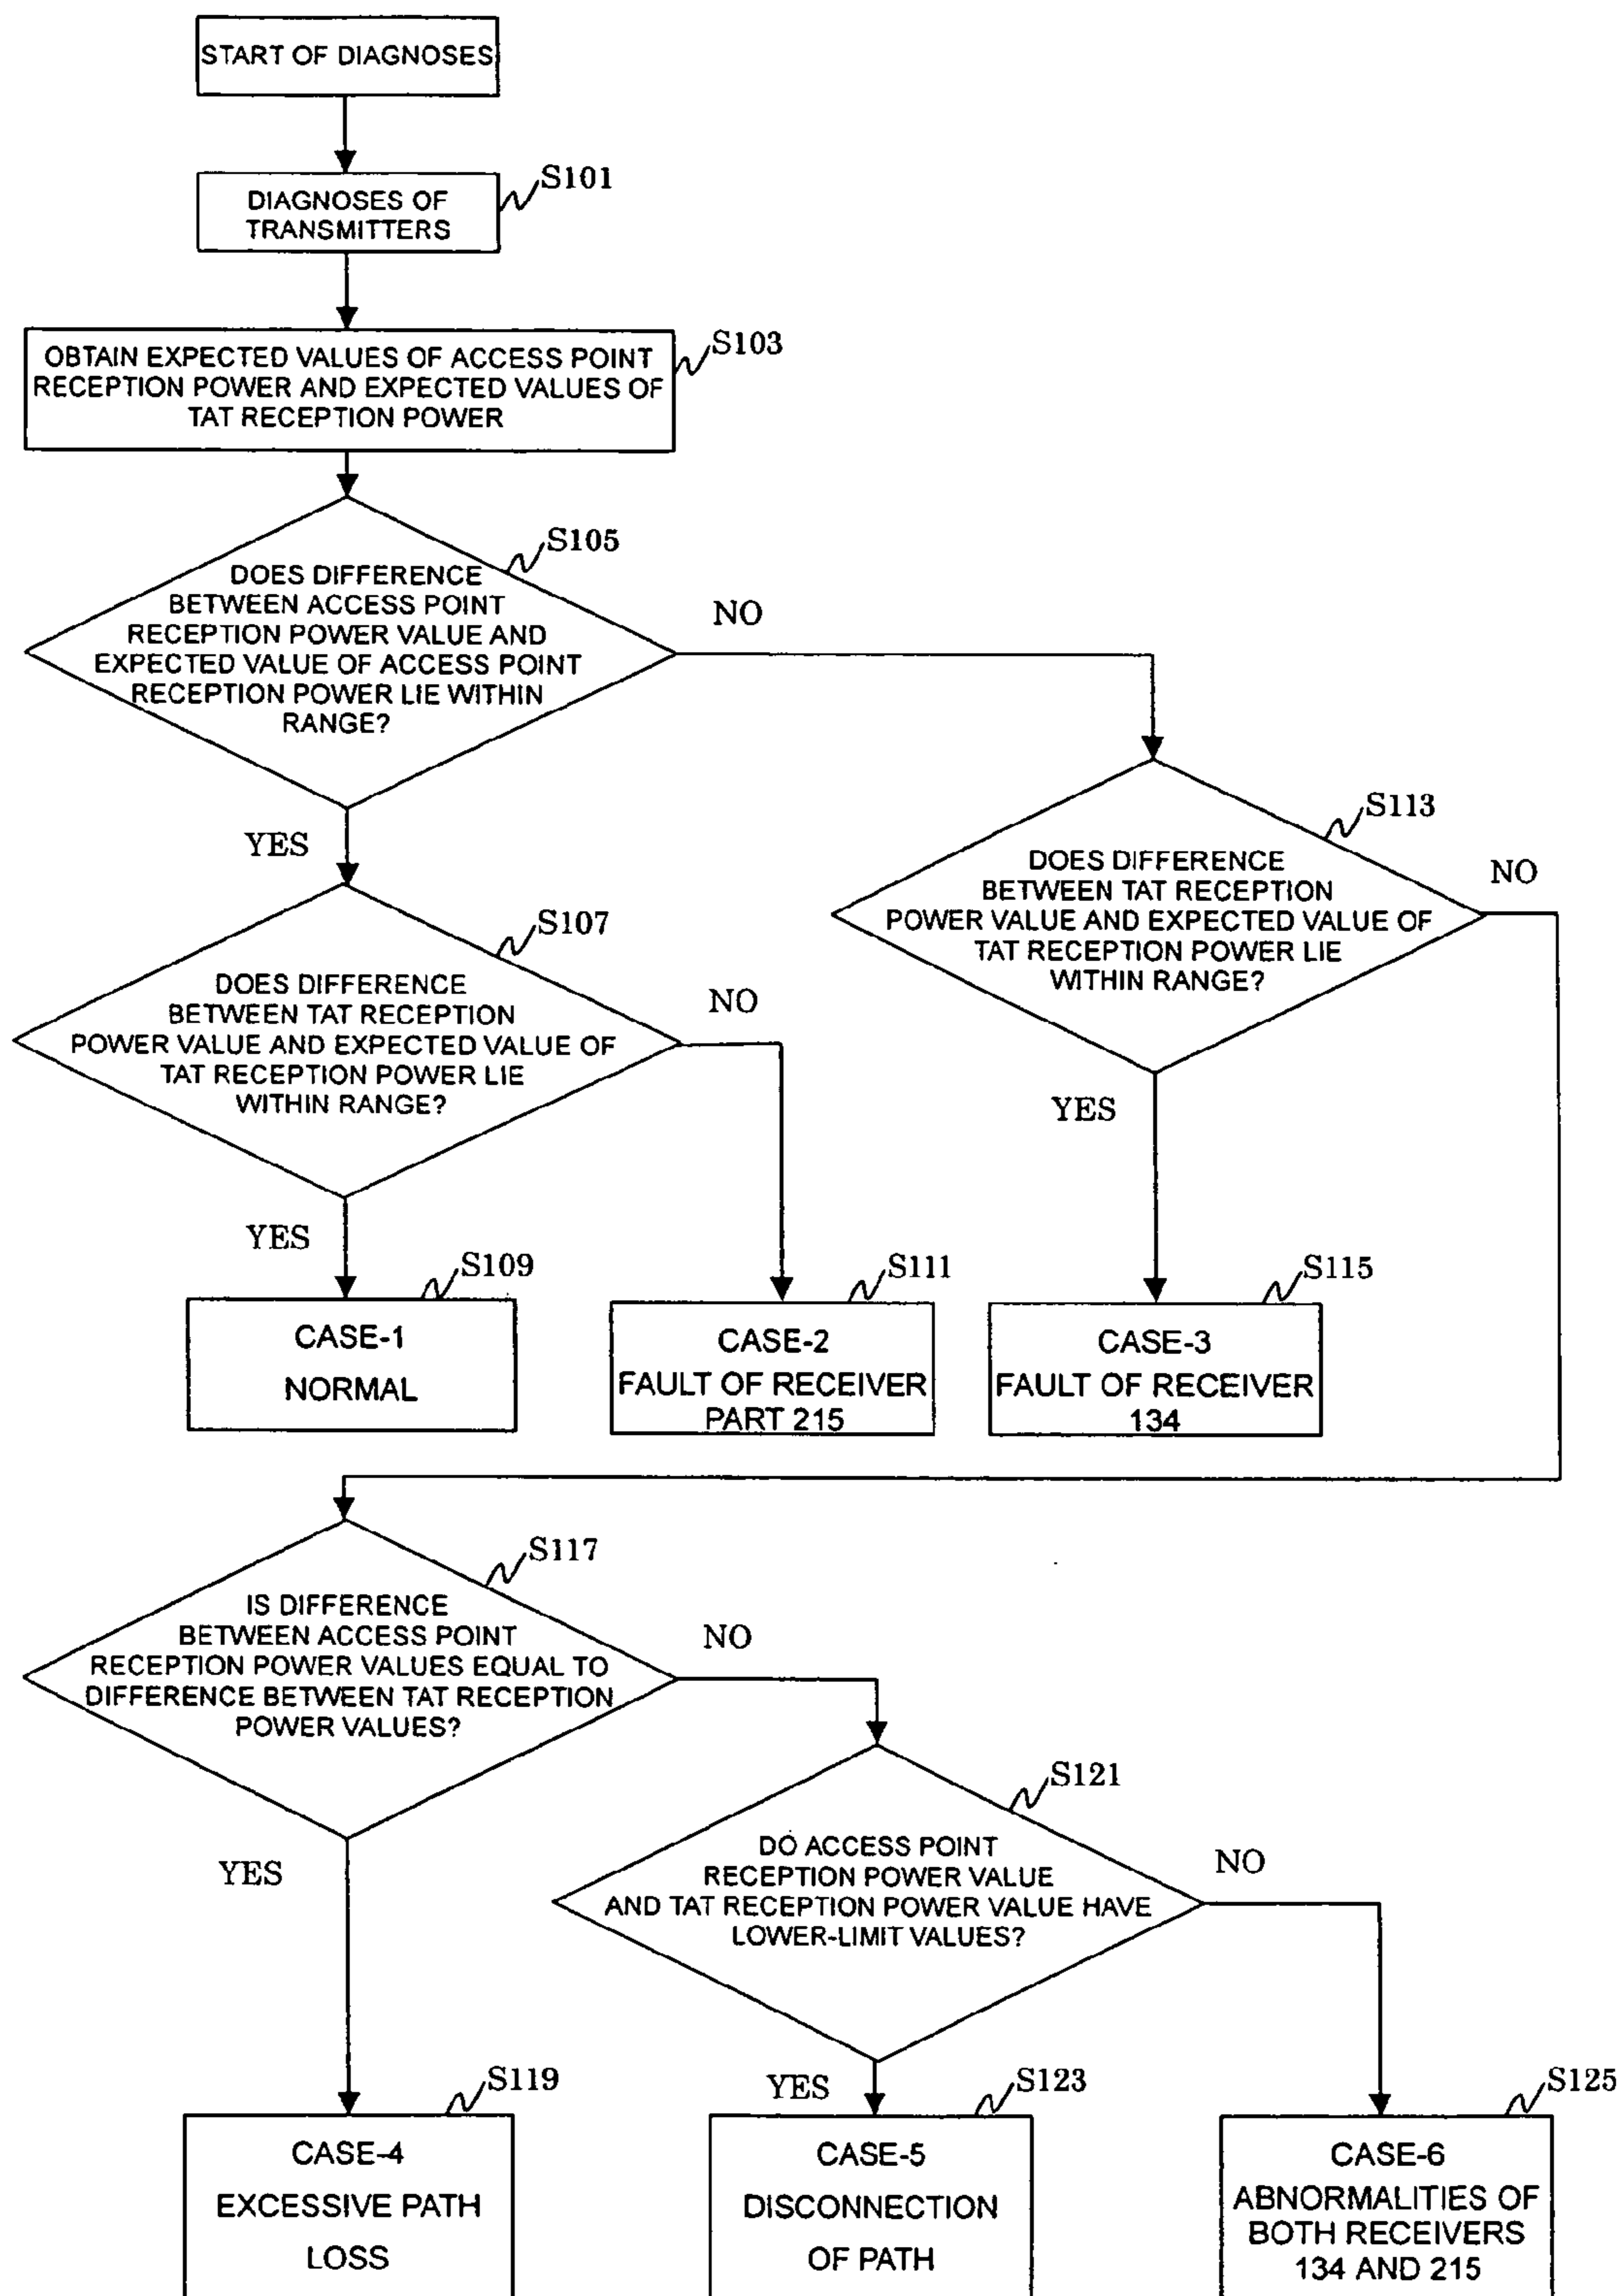 START OF DIAGNOSES
S101
DIAGNOSES OF
TRANSMITTERS
S103
OBTAIN EXPECTED VALUES OF ACCESS POINT
RECEPTION POWER AND EXPECTED VALUES OF
TAT RECEPTION POWER
S105
DOES DIFFERENCE
BETWEEN ACCESS POINT
RECEPTION POWER VALUE AND
EXPECTED VALUE OF ACCESS POINT
RECEPTION POWER LIE WITHIN
RANGE?
NO
YES
S113
DOES DIFFERENCE
BETWEEN TAT RECEPTION
POWER VALUE AND EXPECTED VALUE OF
TAT RECEPTION POWER LIE
WITHIN RANGE?
NO
YES
S107
DOES DIFFERENCE
BETWEEN TAT RECEPTION
POWER VALUE AND EXPECTED VALUE OF
TAT RECEPTION POWER LIE
WITHIN RANGE?
NO
YES
S109
CASE-1
NORMAL
S111
CASE-2
FAULT OF RECEIVER
PART 215
S115
CASE-3
FAULT OF RECEIVER
134
S117
IS DIFFERENCE
BETWEEN ACCESS POINT
RECEPTION POWER VALUES EQUAL TO
DIFFERENCE BETWEEN TAT RECEPTION
POWER VALUES?
NO
YES
S121
DO ACCESS POINT
RECEPTION POWER VALUE
AND TAT RECEPTION POWER VALUE HAVE
LOWER-LIMIT VALUES?
NO
YES
S119
CASE-4
EXCESSIVE PATH
LOSS
S123
CASE-5
DISCONNECTION
OF PATH
S125
CASE-6
ABNORMALITIES OF
BOTH RECEIVERS
134 AND 215